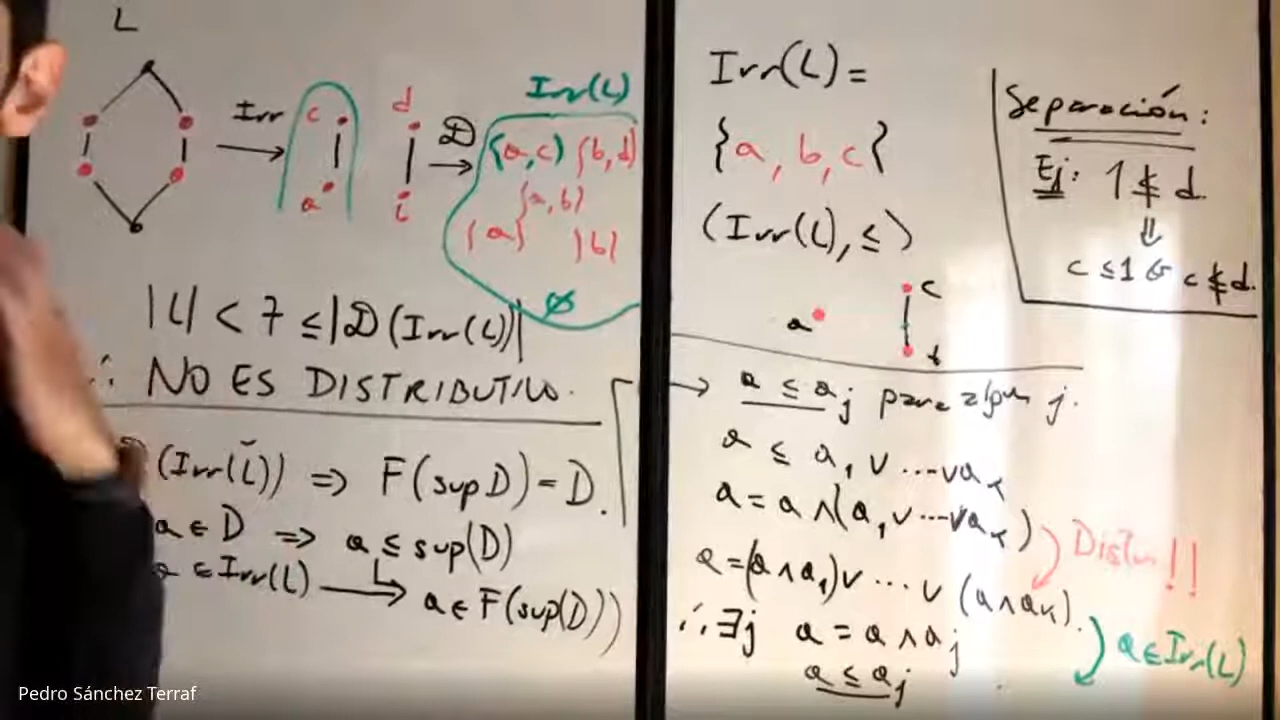 L
Irr
c
a
d
𝒟
Irr(L)
{a,c} {b,d}
{a,b}
{a} {b}
∅
|L| < 7 ≤ |𝒟(Irr(L))|
∴ NO ES DISTRIBUTIVO.
(Irr(L)) ⇒ F(sup D) = D.
a ∈ D ⇒ a ≤ sup(D)
a ∈ Irr(L) → a ∈ F(sup(D))
Irr(L) =
{a, b, c}
(Irr(L), ≤)
c
a
b
Separación:
Ej: 1 ≰ d.
⇓
c ≤ 1 & c ≰ d.
→ a ≤ aj para algún j.
a ≤ a1 ∨ ... ∨ ak
a = a ∧ (a1 ∨ ... ∨ ak)
Distr!!
a = (a ∧ a1) ∨ ... ∨ (a ∧ ak).
∴ ∃j a = a ∧ aj
a ∈ Irr(L)
a ≤ aj
Pedro Sánchez Terraf